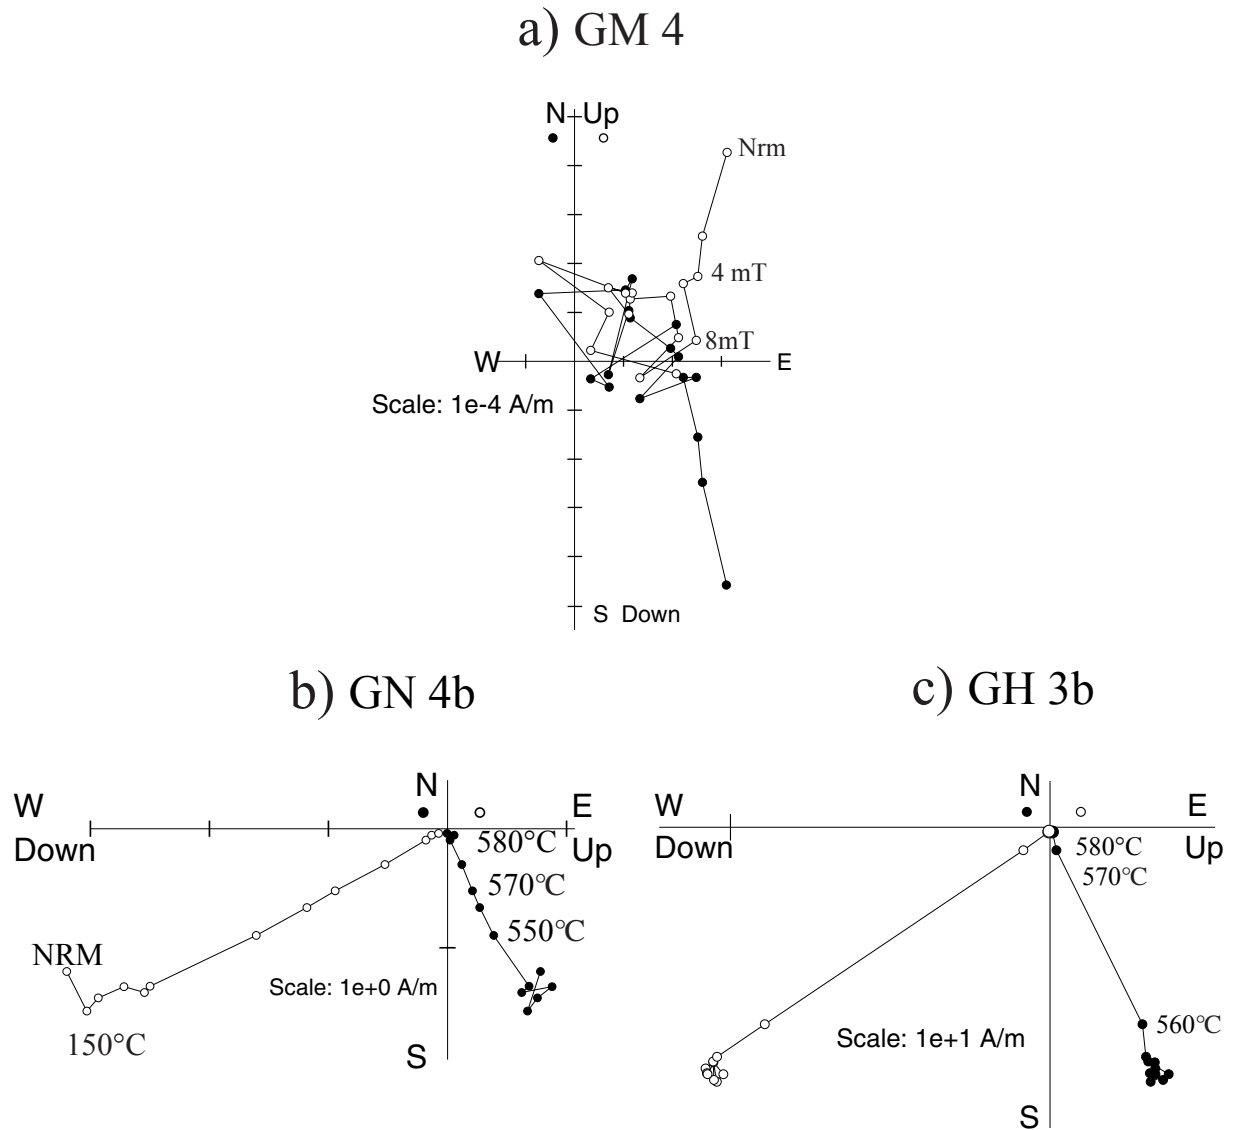 a) GM 4
N Up
Nrm
4 mT
8mT
W E
Scale: 1e-4 A/m
S Down
b) GN 4b
N
W E
Down Up
580°C
570°C
550°C
NRM
Scale: 1e+0 A/m
150°C
S
c) GH 3b
N
W E
Down Up
580°C
570°C
560°C
Scale: 1e+1 A/m
S